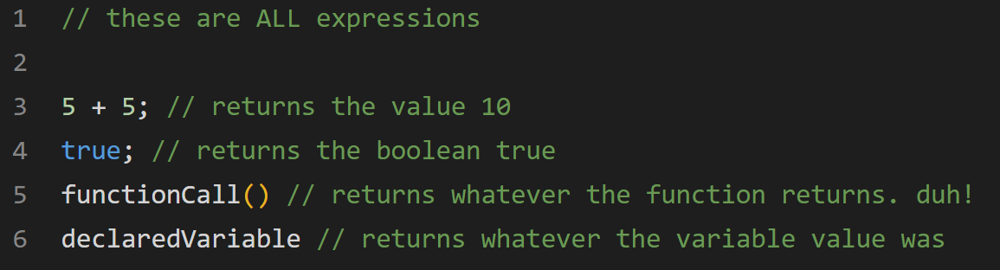 1 // these are ALL expressions
2
3 5 + 5; // returns the value 10
4 true; // returns the boolean true
5 functionCall() // returns whatever the function returns. duh!
6 declaredVariable // returns whatever the variable value was